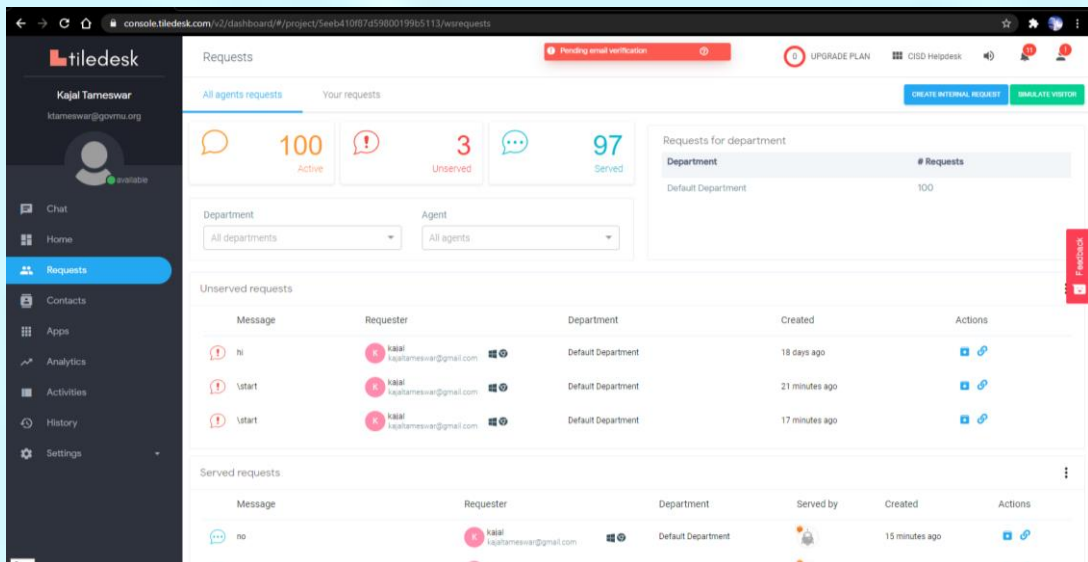 console.tiledesk.com/v2/dashboard/#/project/5eeb410f87d59800199b5113/wsrequests
tiledesk
Requests
Pending email verification
0 UPGRADE PLAN
CISD Helpdesk
11
1
Kajal Tameswar
ktameswar@govmu.org
available
All agents requests
Your requests
CREATE INTERNAL REQUEST
SIMULATE VISITOR
100
Active
3
Unserved
97
Served
Requests for department
Department # Requests
Default Department 100
Department
All departments
Agent
All agents
Feedback
Chat
Home
Requests
Contacts
Apps
Analytics
Activities
History
Settings
Unserved requests
Message Requester Department Created Actions
hi K kajal Default Department 18 days ago
kajaltameswar@gmail.com
\start K kajal Default Department 21 minutes ago
kajaltameswar@gmail.com
\start K kajal Default Department 17 minutes ago
kajaltameswar@gmail.com
Served requests
Message Requester Department Served by Created Actions
no K kajal Default Department 15 minutes ago
kajaltameswar@gmail.com